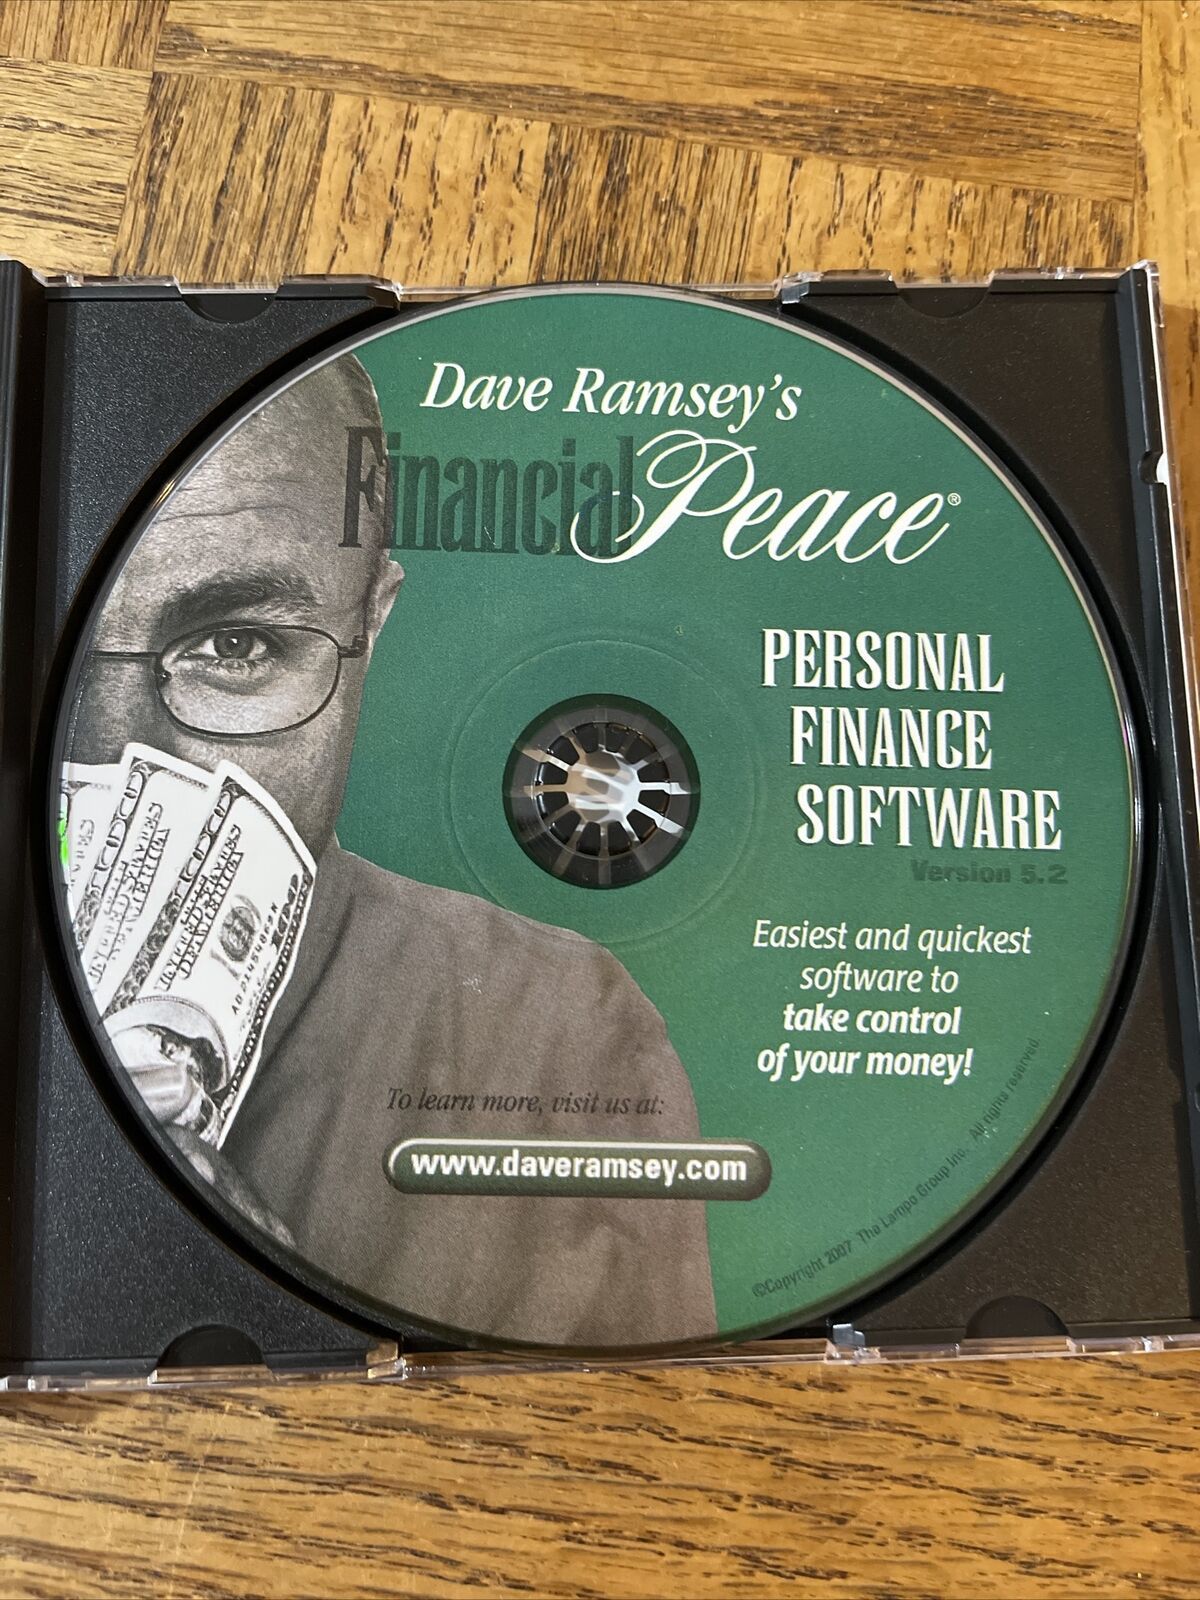 Dave Ramsey's
Financial Peace®
PERSONAL
FINANCE
SOFTWARE
Version 5.2
Easiest and quickest
software to
take control
of your money!
To learn more, visit us at:
www.daveramsey.com
©Copyright 2007 The Lampo Group Inc. All rights reserved.
100
100